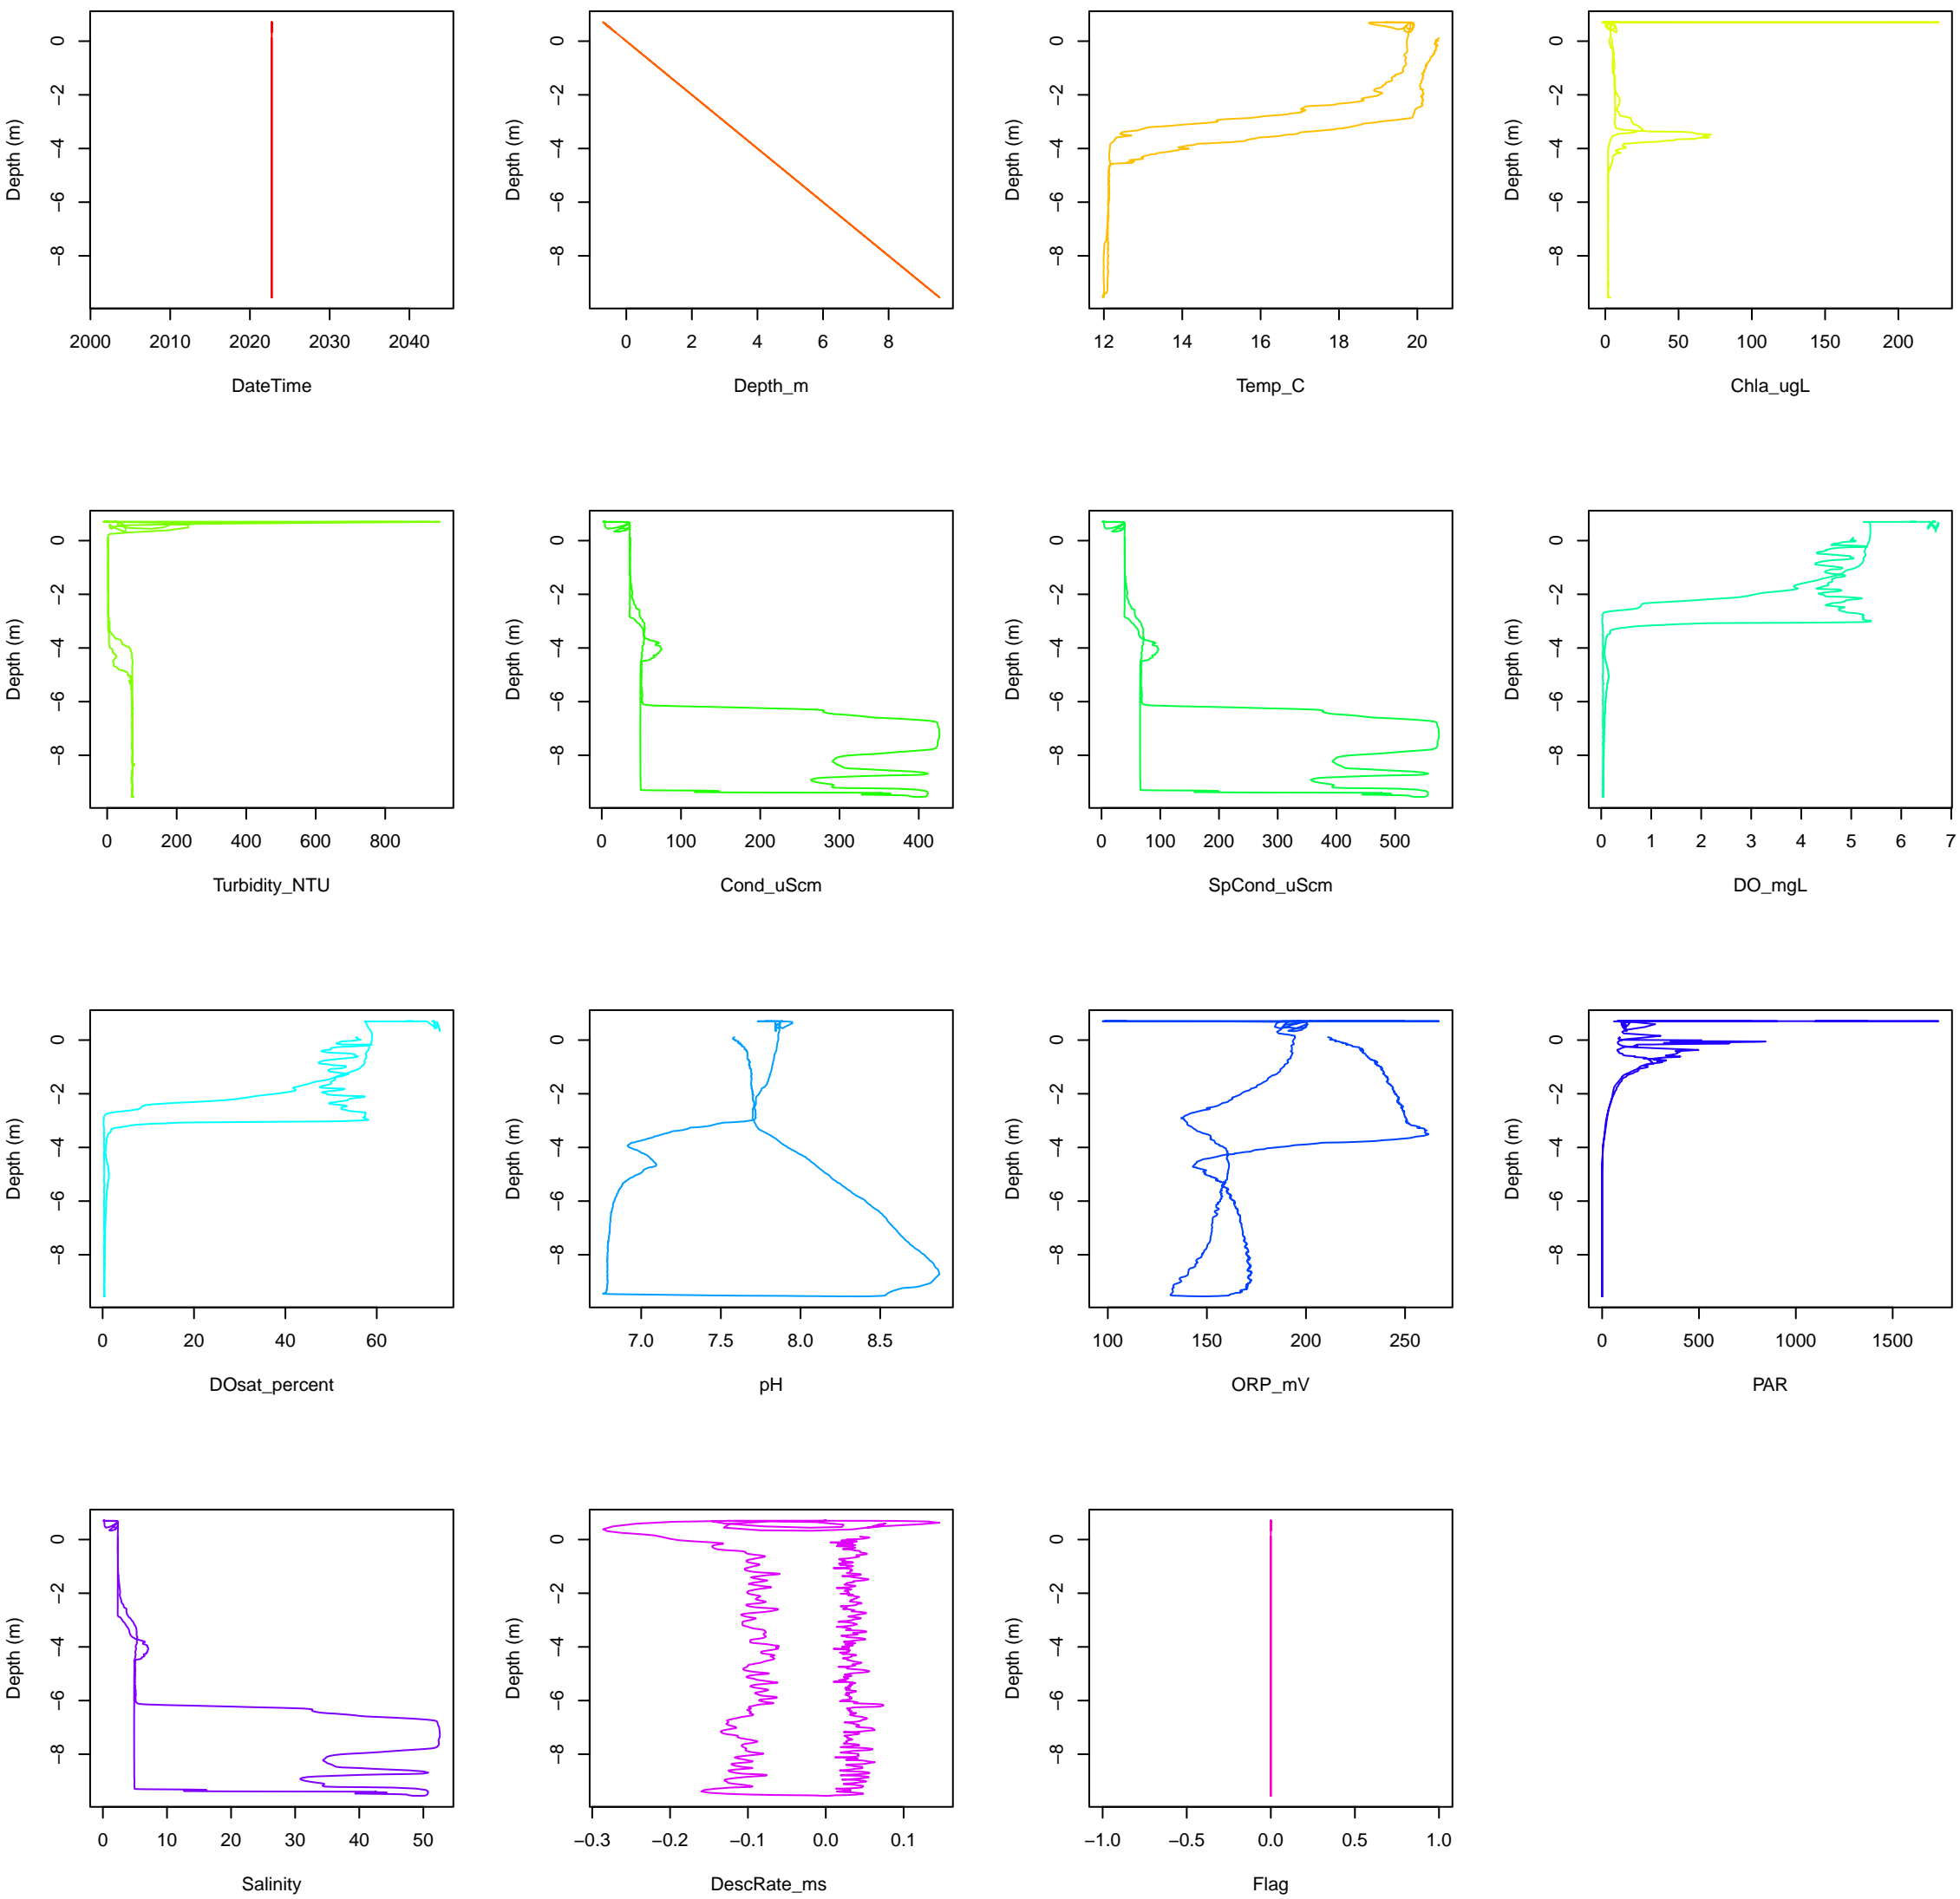 Depth (m)
0
−2
−4
−6
−8
2000 2010 2020 2030 2040
DateTime
Depth (m)
0
−2
−4
−6
−8
0 2 4 6 8
Depth_m
Depth (m)
0
−2
−4
−6
−8
12 14 16 18 20
Temp_C
Depth (m)
0
−2
−4
−6
−8
0 50 100 150 200
Chla_ugL
Depth (m)
0
−2
−4
−6
−8
0 200 400 600 800
Turbidity_NTU
Depth (m)
0
−2
−4
−6
−8
0 100 200 300 400
Cond_uScm
Depth (m)
0
−2
−4
−6
−8
0 100 200 300 400 500
SpCond_uScm
Depth (m)
0
−2
−4
−6
−8
0 1 2 3 4 5 6 7
DO_mgL
Depth (m)
0
−2
−4
−6
−8
0 20 40 60
DOsat_percent
Depth (m)
0
−2
−4
−6
−8
7.0 7.5 8.0 8.5
pH
Depth (m)
0
−2
−4
−6
−8
100 150 200 250
ORP_mV
Depth (m)
0
−2
−4
−6
−8
0 500 1000 1500
PAR
Depth (m)
0
−2
−4
−6
−8
0 10 20 30 40 50
Salinity
Depth (m)
0
−2
−4
−6
−8
−0.3 −0.2 −0.1 0.0 0.1
DescRate_ms
Depth (m)
0
−2
−4
−6
−8
−1.0 −0.5 0.0 0.5 1.0
Flag